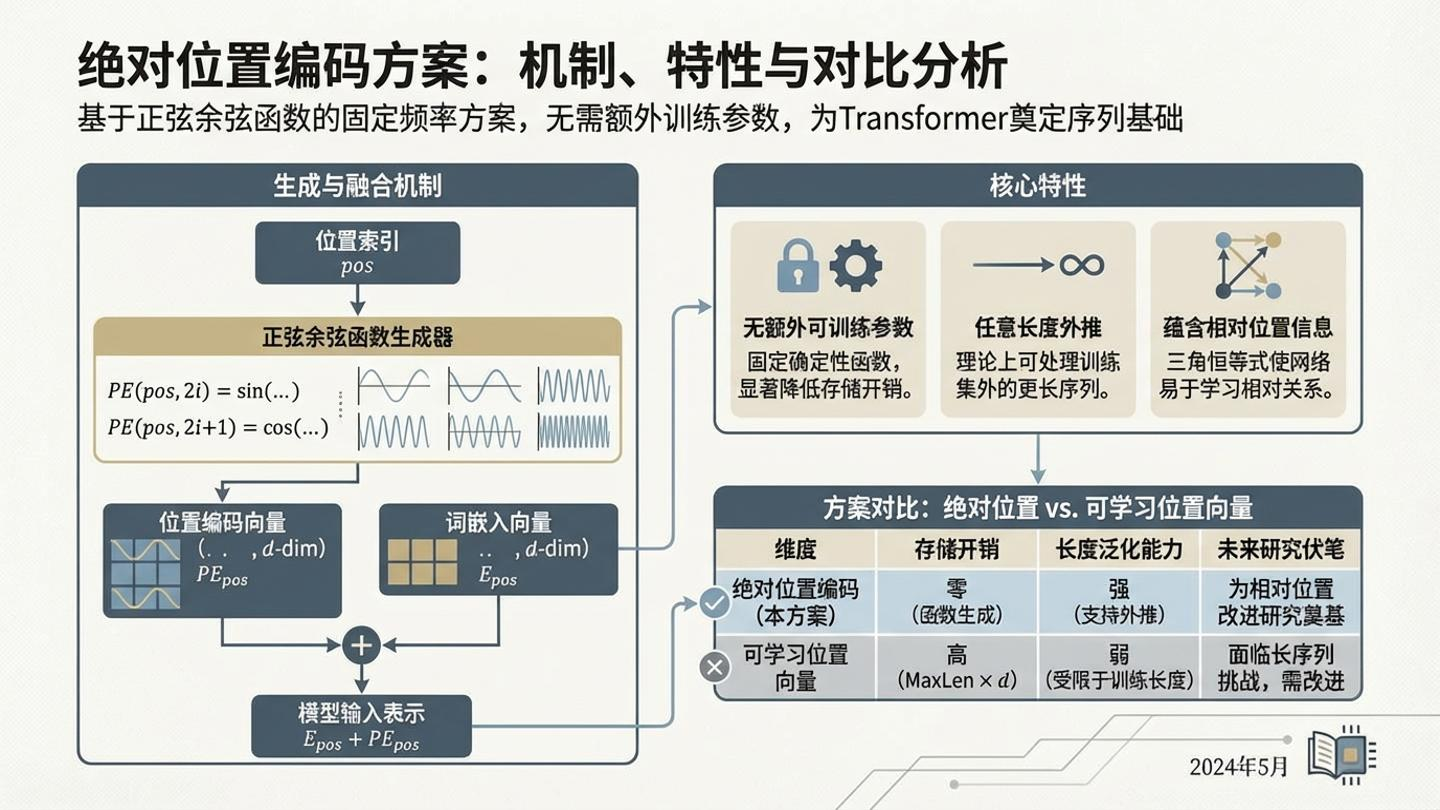 绝对位置编码方案：机制、特性与对比分析
基于正弦余弦函数的固定频率方案，无需额外训练参数，为Transformer奠定序列基础
生成与融合机制
位置索引
pos
正弦余弦函数生成器
PE(pos, 2i) = sin(...)
PE(pos, 2i+1) = cos(...)
位置编码向量
(. . , d-dim)
PE_pos
词嵌入向量
.. , d-dim)
E_pos
+
模型输入表示
E_pos + PE_pos
核心特性
无额外可训练参数
固定确定性函数，
显著降低存储开销。
任意长度外推
理论上可处理训练
集外的更长序列。
蕴含相对位置信息
三角恒等式使网络
易于学习相对关系。
方案对比：绝对位置 vs. 可学习位置向量
维度 存储开销 长度泛化能力 未来研究伏笔
绝对位置编码 零 强 为相对位置
（本方案） （函数生成） （支持外推） 改进研究奠基
可学习位置 高 弱 面临长序列
向量 （MaxLen × d） （受限于训练长度） 挑战，需改进
2024年5月